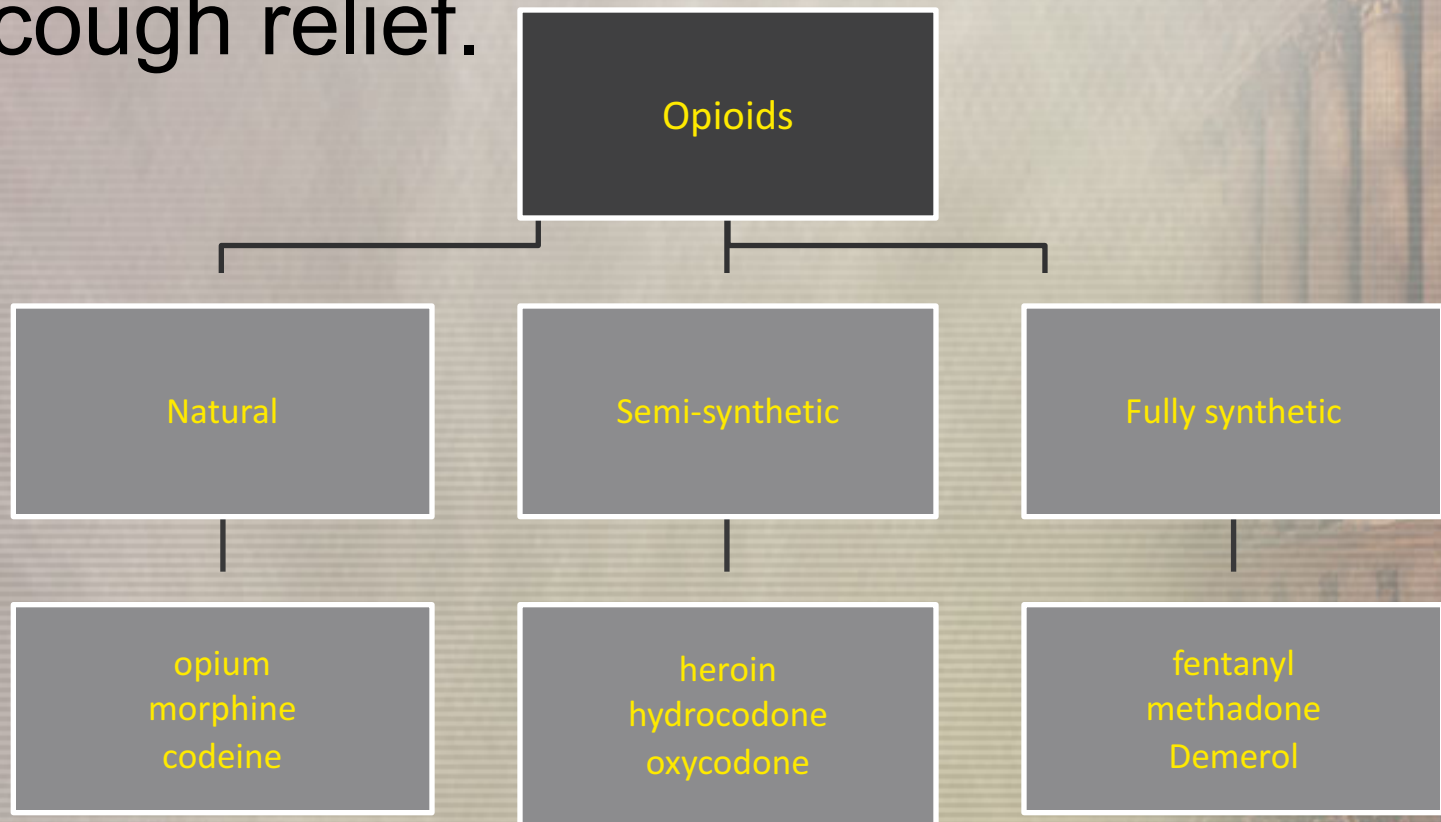 cough relief.
Opioids
Natural
Semi-synthetic
Fully synthetic
opium
morphine
codeine
heroin
hydrocodone
oxycodone
fentanyl
methadone
Demerol